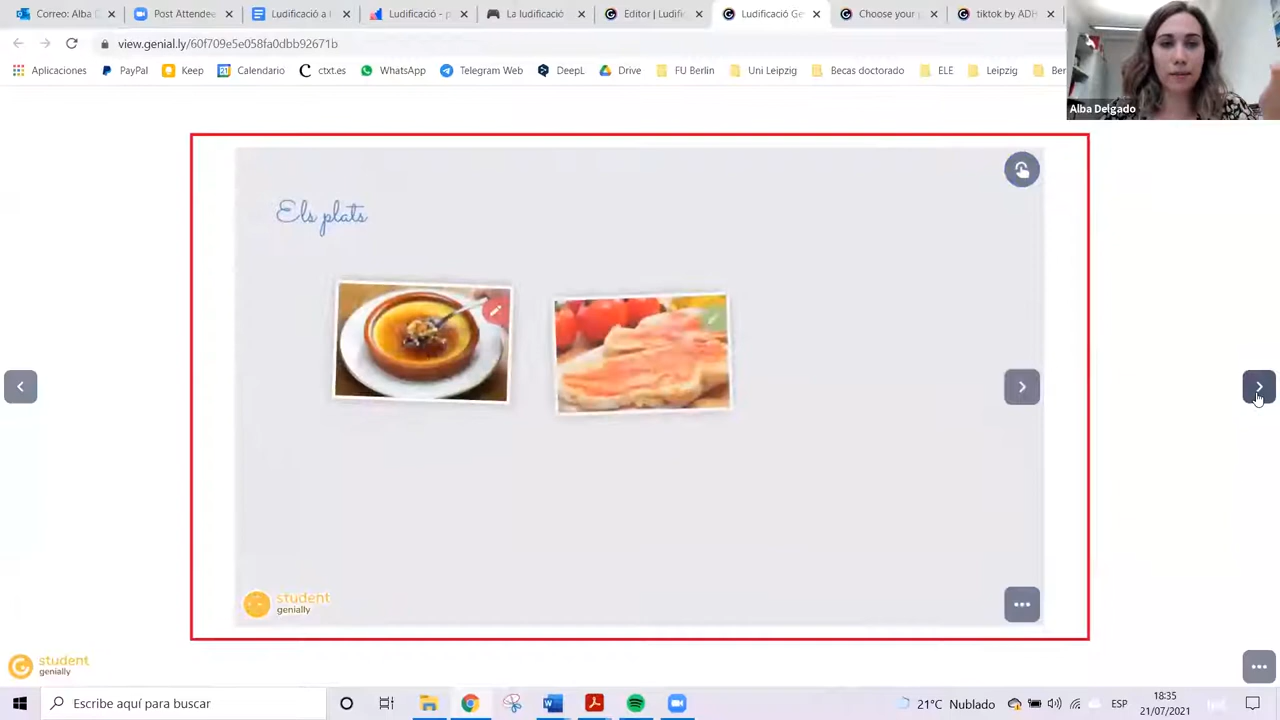 Correo: Alba D
Post Attendee
Ludificació a l
Ludificació - p
La ludificació
Editor | Ludifi
Ludificació Ge
Choose your
tiktok by ADH
view.genial.ly/60f709e5e058fa0dbb92671b
Aplicaciones
PayPal
Keep
Calendario
ctxt.es
WhatsApp
Telegram Web
DeepL
Drive
FU Berlin
Uni Leipzig
Becas doctorado
ELE
Leipzig
Ber
Alba Delgado
Els plats
student
genially
student
genially
Escribe aquí para buscar
21°C Nublado
ESP
18:35
21/07/2021